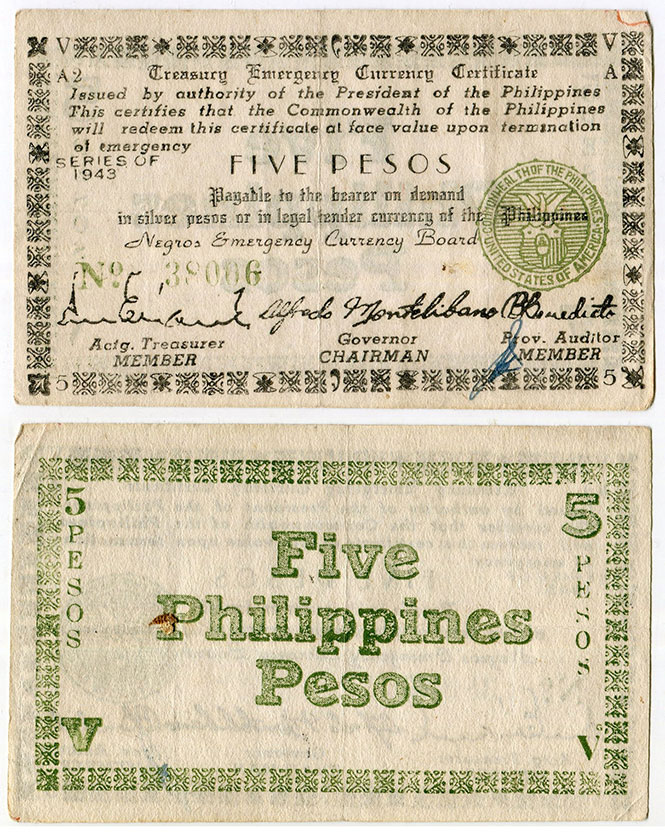 V V
A2 Treasury Emergency Currency Certificate A
Issued by authority of the President of the Philippines
This certifies that the Commonwealth of the Philippines
will redeem this certificate at face value upon termination
of emergency
SERIES OF
1943
FIVE PESOS
Payable to the bearer on demand
in silver pesos or in legal tender currency of the Philippines
Negros Emergency Currency Board
COMMONWEALTH OF THE PHILIPPINES
UNITED STATES OF AMERICA
No. 38006
Alfredo Montelibano
Actg. Treasurer Governor Prov. Auditor
MEMBER CHAIRMAN MEMBER
5 5
5 PESOS
5 PESOS
Five
Philippines
Pesos
V V